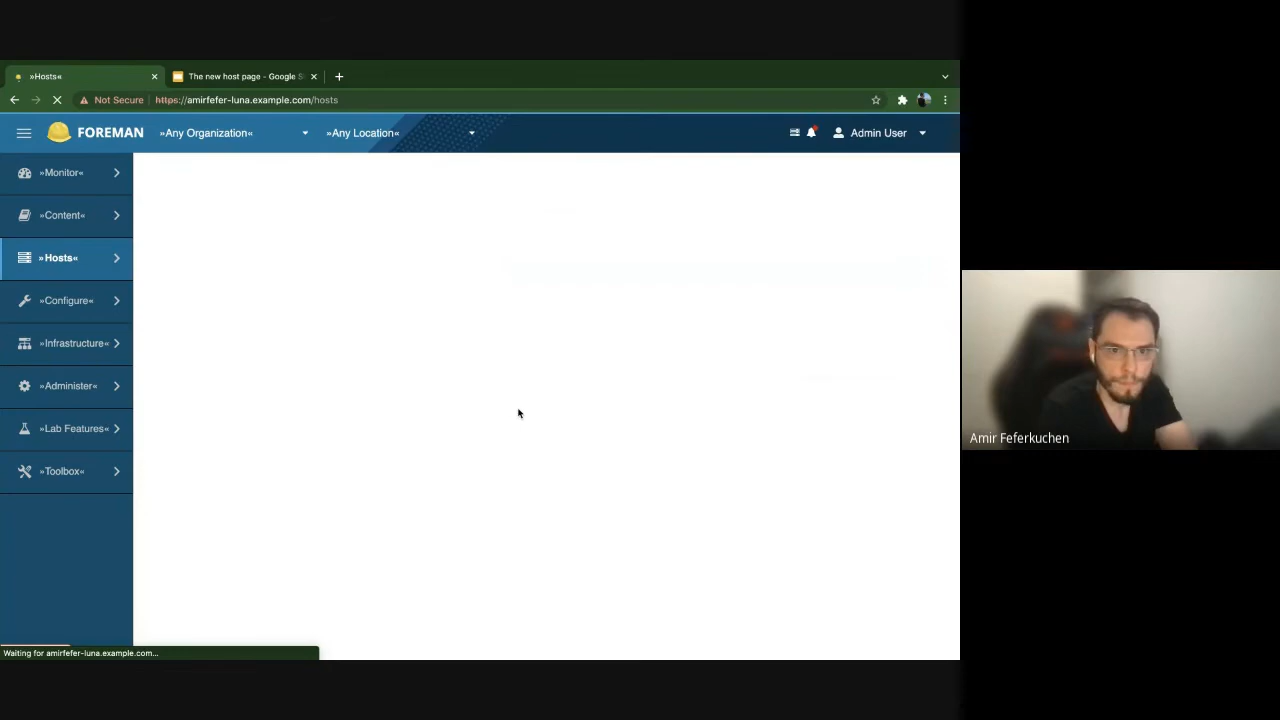 »Hosts«
The new host page - Google S
Not Secure
https://amirfefer-luna.example.com/hosts
FOREMAN
»Any Organization«
»Any Location«
Admin User
»Monitor«
»Content«
»Hosts«
»Configure«
»Infrastructure«
»Administer«
»Lab Features«
»Toolbox«
Amir Feferkuchen
Waiting for amirfefer-luna.example.com...